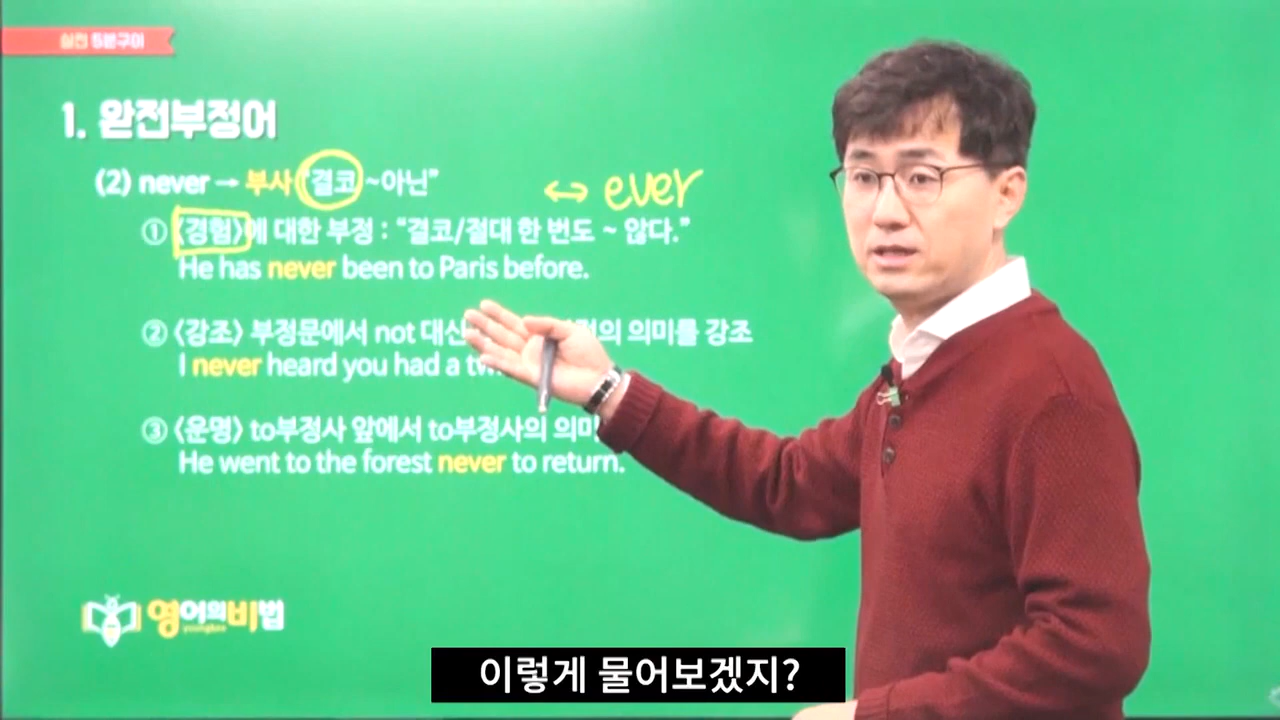 실전 5분구이
1. 완전부정어
(2) never → 부사 “결코 ~아닌” ↔ ever
① <경험>에 대한 부정 : “결코/절대 한 번도 ~ 않다.”
He has never been to Paris before.
② <강조> 부정문에서 not 대신 의 의미를 강조
I never heard you had a
③ <운명> to부정사 앞에서 to부정사의 의미
He went to the forest never to return.
영어의비법
이렇게 물어보겠지?